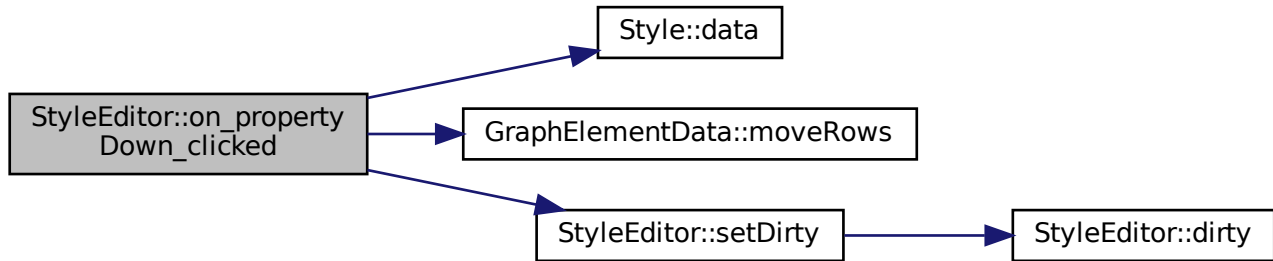 Style::data
StyleEditor::on_property
Down_clicked
GraphElementData::moveRows
StyleEditor::setDirty
StyleEditor::dirty